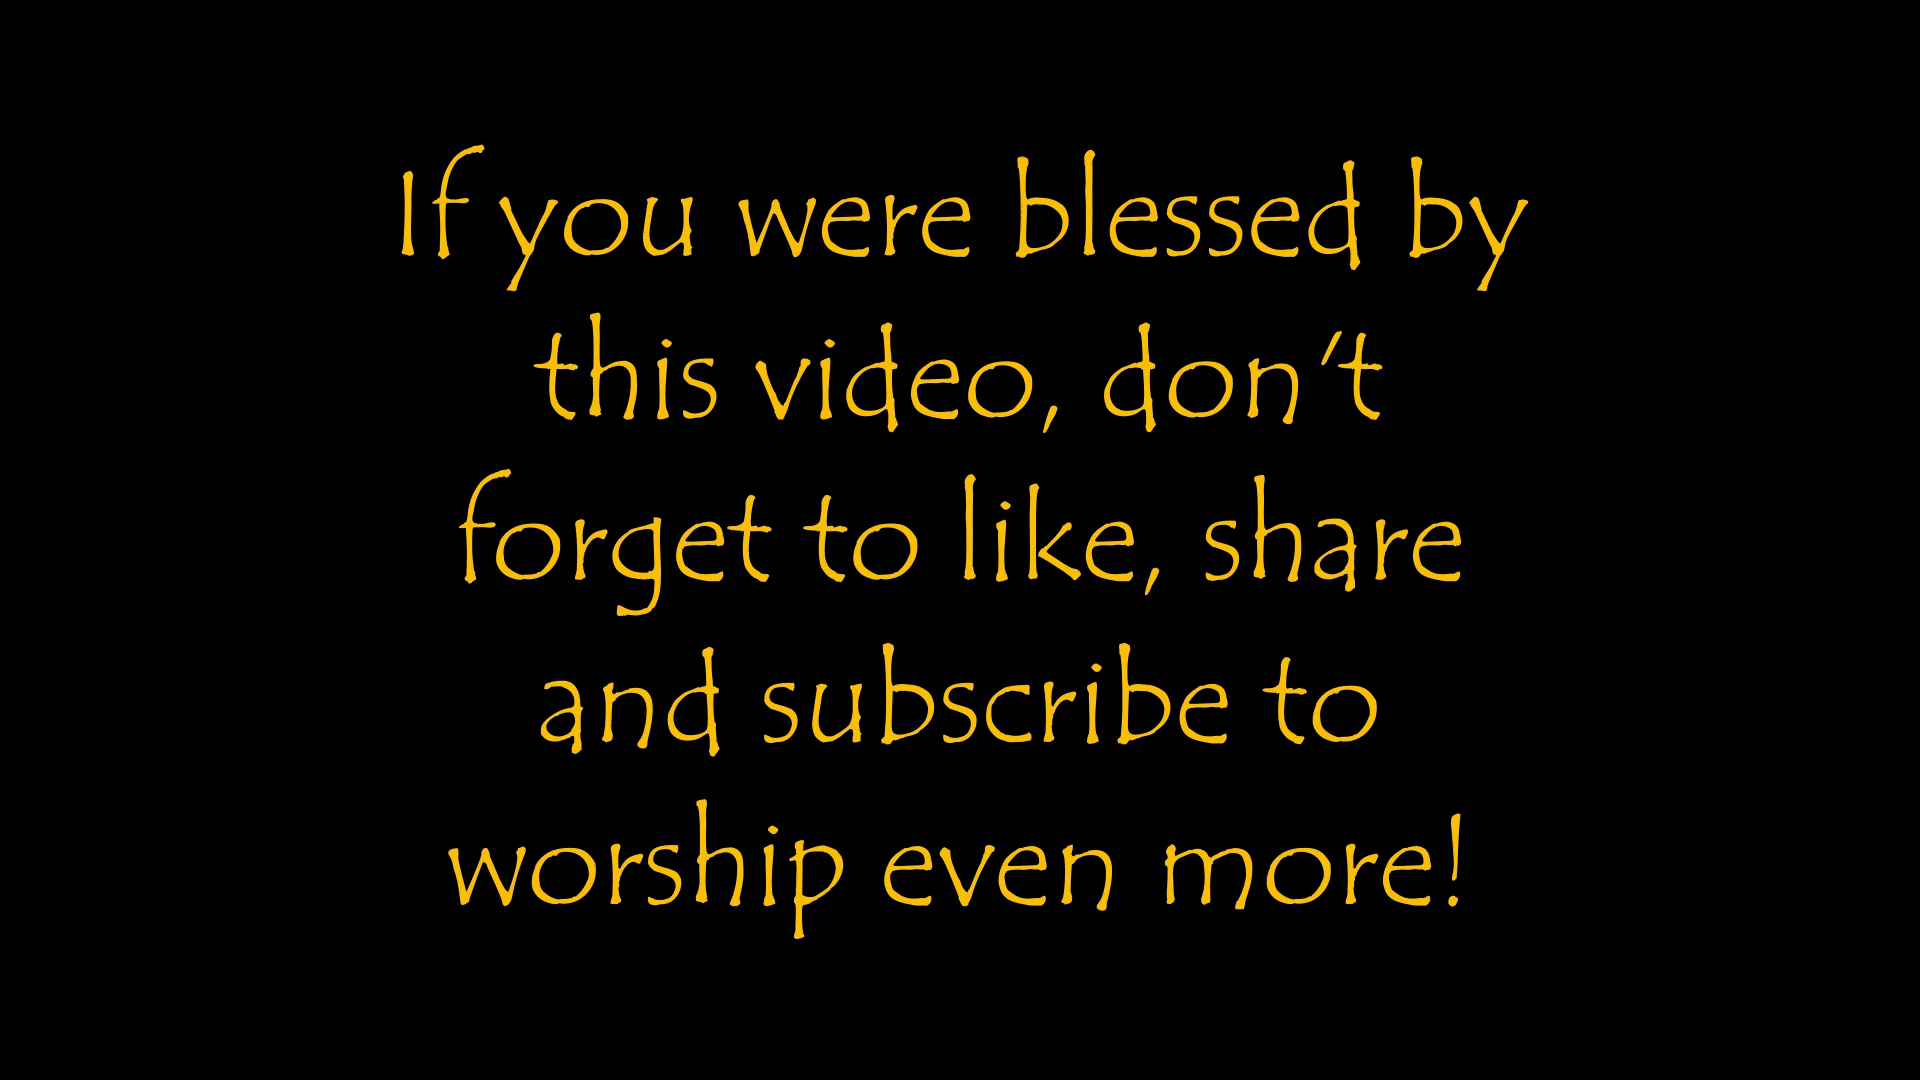 If you were blessed by
this video, don't
forget to like, share
and subscribe to
worship even more!